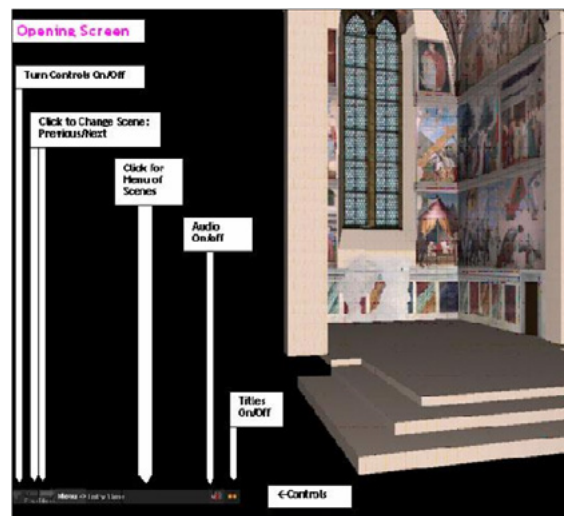 Opening Screen
Turn Controls On/Off
Click to Change Scene:
Previous/Next
Click for
Menu of
Scenes
Audio
On/off
Titles
On/Off
Menu
<-Controls